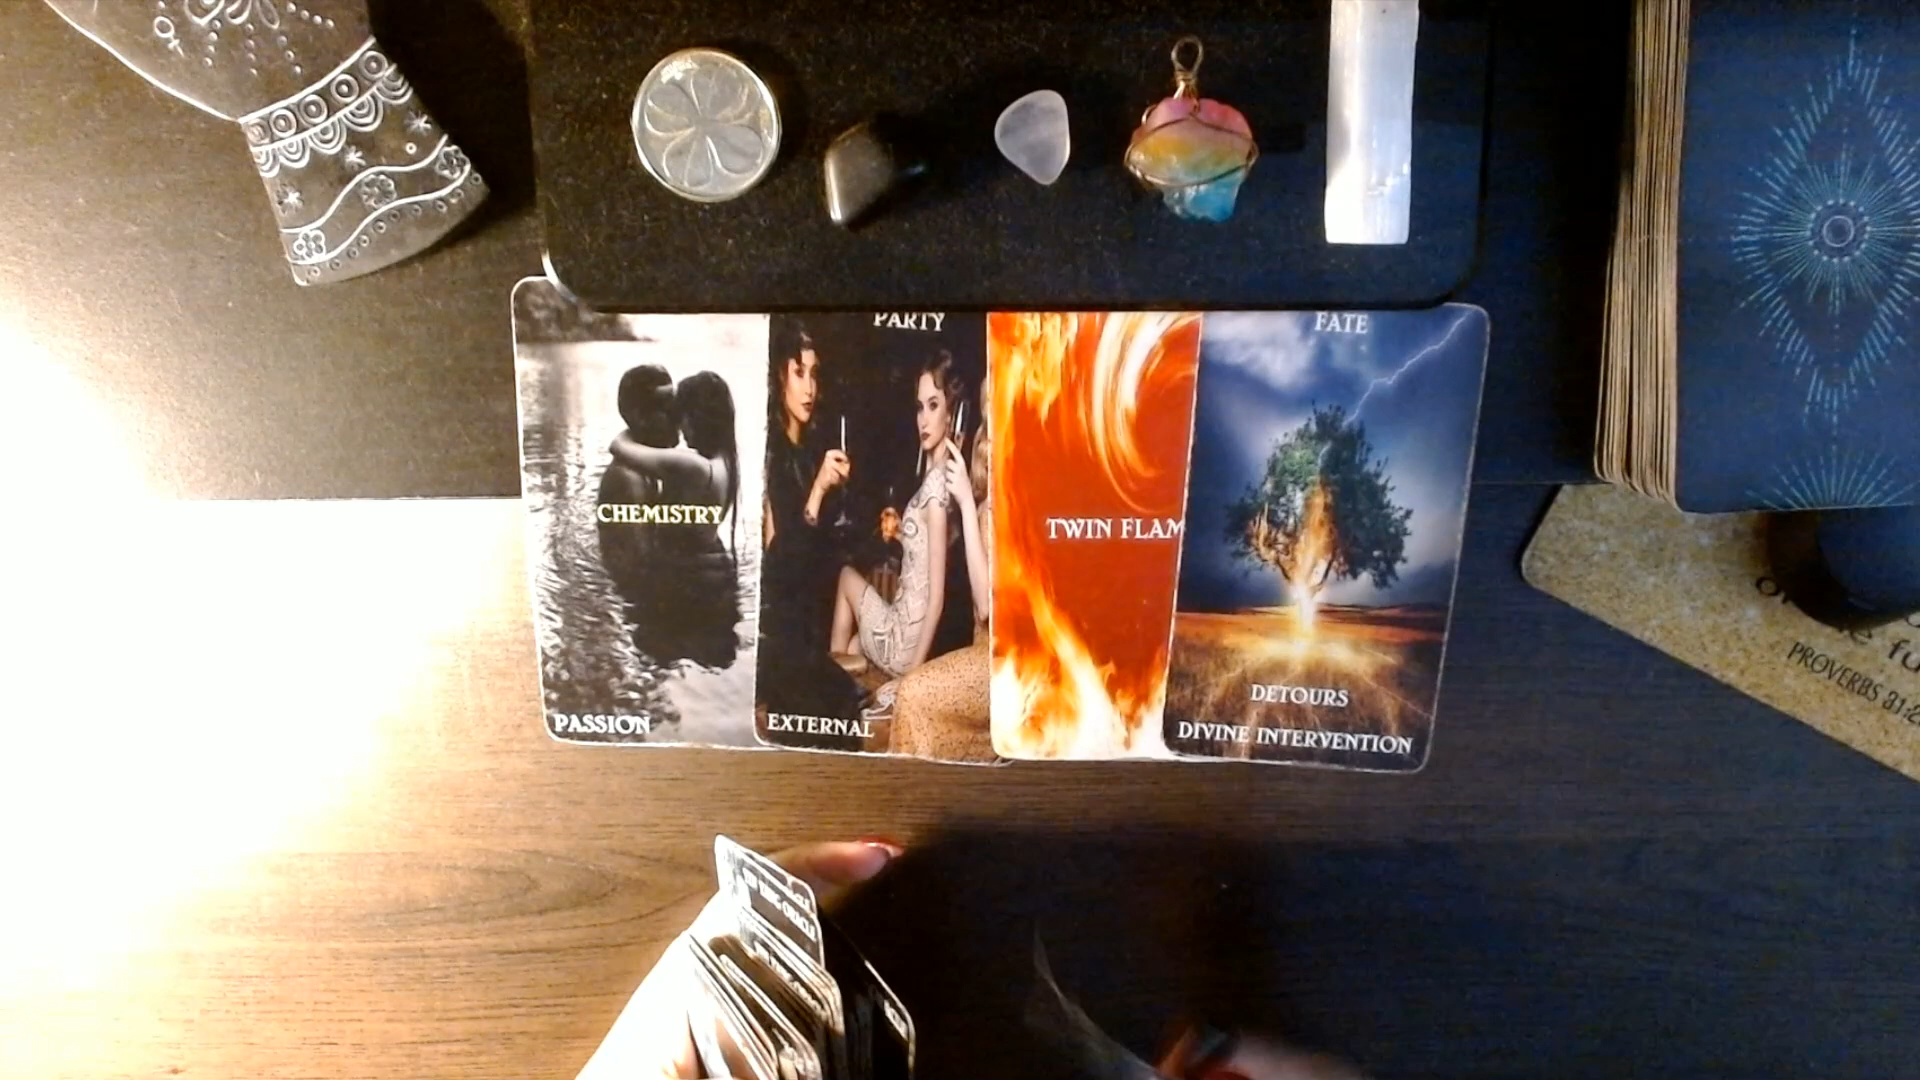 PARTY
FATE
CHEMISTRY
TWIN FLAM
DETOURS
PASSION
EXTERNAL
DIVINE INTERVENTION
PROVERBS 31:2